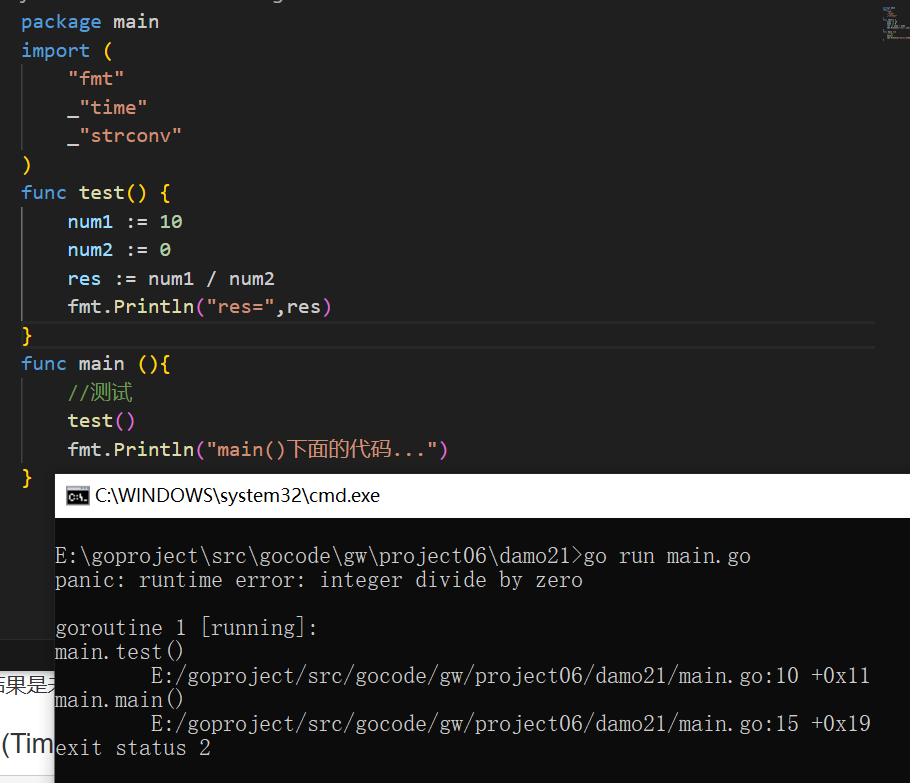 package main
import (
    "fmt"
    _"time"
    _"strconv"
)
func test() {
    num1 := 10
    num2 := 0
    res := num1 / num2
    fmt.Println("res=",res)
}
func main (){
    //测试
    test()
    fmt.Println("main()下面的代码...")
}
C:\WINDOWS\system32\cmd.exe
E:\goproject\src\gocode\gw\project06\damo21>go run main.go
panic: runtime error: integer divide by zero
goroutine 1 [running]:
main.test()
        E:/goproject/src/gocode/gw/project06/damo21/main.go:10 +0x11
main.main()
        E:/goproject/src/gocode/gw/project06/damo21/main.go:15 +0x19
exit status 2
结果是
(Tim